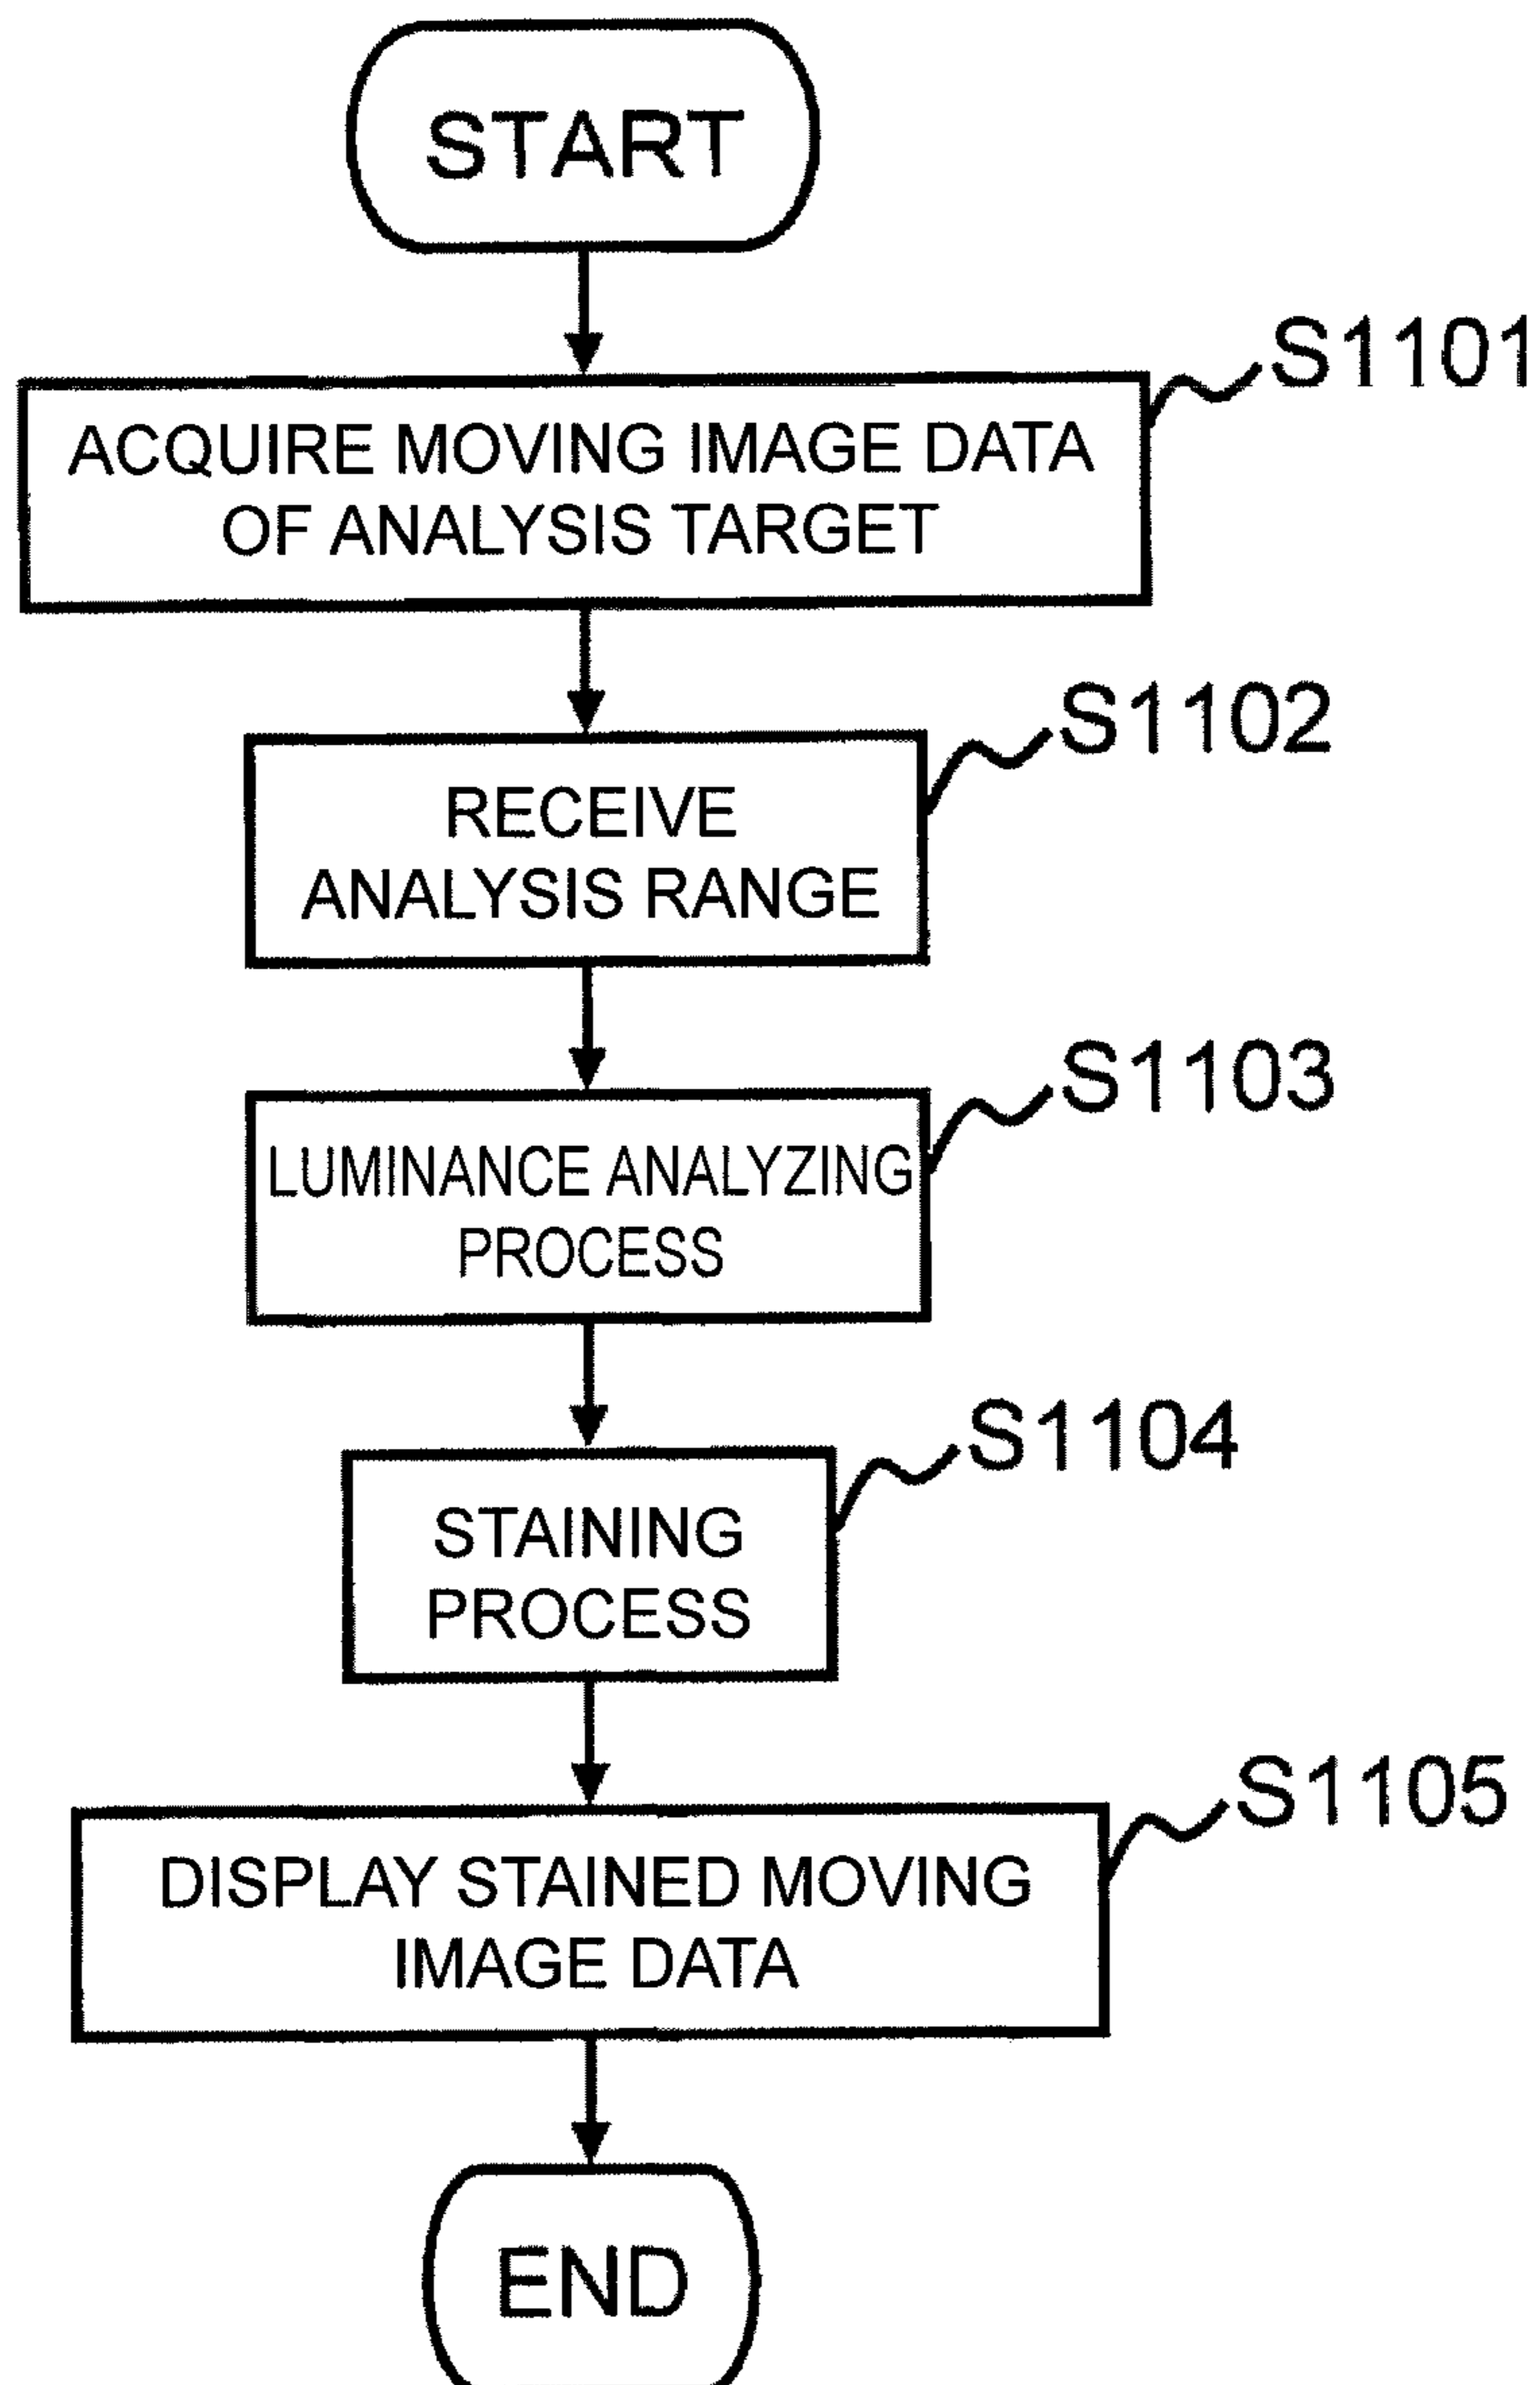 START
S1101
ACQUIRE MOVING IMAGE DATA
OF ANALYSIS TARGET
S1102
RECEIVE
ANALYSIS RANGE
S1103
LUMINANCE ANALYZING
PROCESS
S1104
STAINING
PROCESS
S1105
DISPLAY STAINED MOVING
IMAGE DATA
END